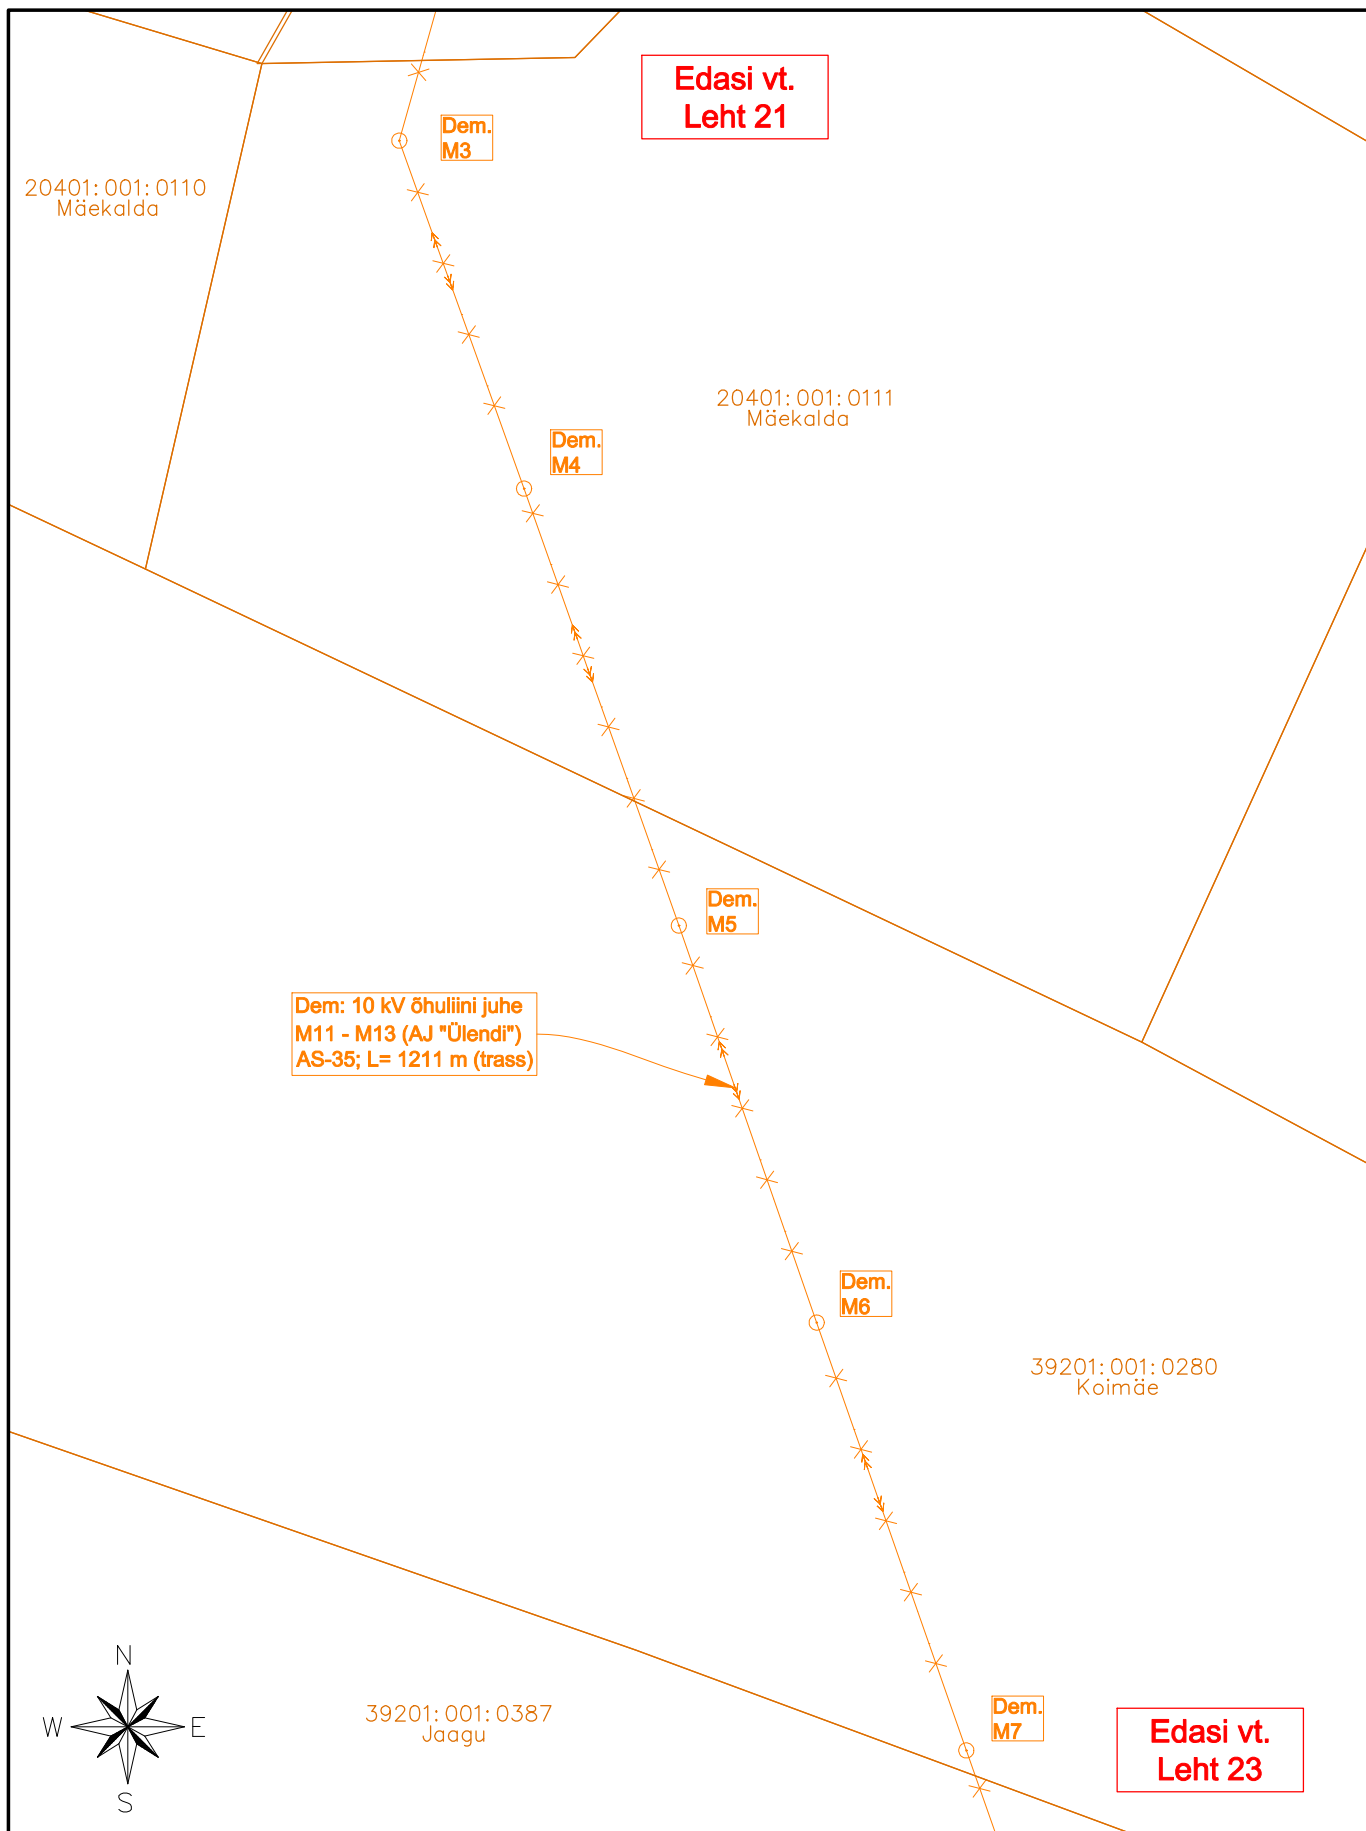 Edasi vt.
Leht 21
Dem.
M3
20401:001:0110
Mäekalda
20401:001:0111
Mäekalda
Dem.
M4
Dem.
M5
Dem: 10 kV õhuliini juhe
M11 - M13 (AJ "Ülendi")
AS-35; L= 1211 m (trass)
Dem.
M6
39201:001:0280
Koimäe
N
W
E
S
39201:001:0387
Jaagu
Dem.
M7
Edasi vt.
Leht 23